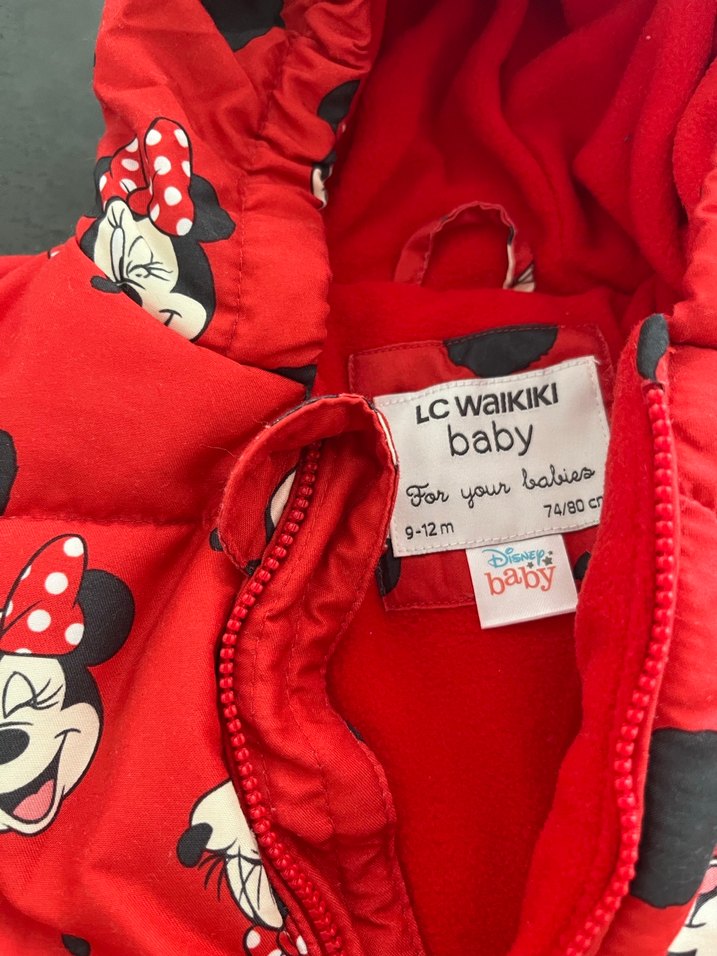 LC WAIKIKI
baby
For your babies
74/80 cm
9-12 m
Disney
baby